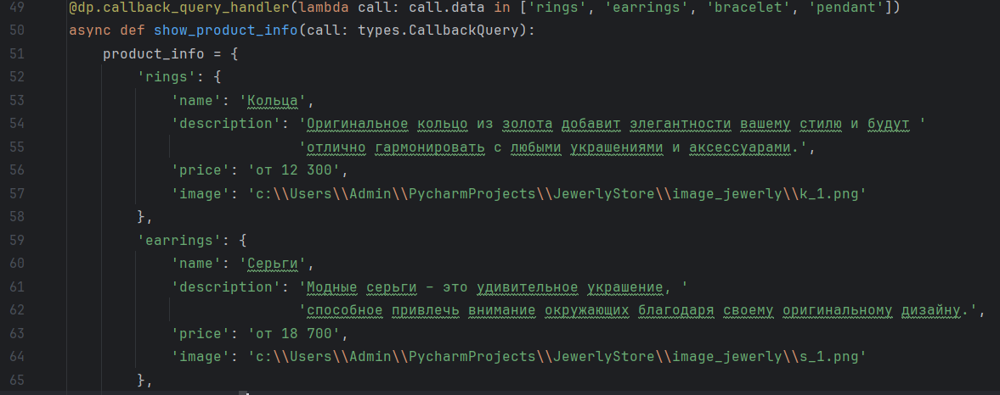 49 @dp.callback_query_handler(lambda call: call.data in ['rings', 'earrings', 'bracelet', 'pendant'])
50 async def show_product_info(call: types.CallbackQuery):
51 product_info = {
52 'rings': {
53 'name': 'Кольца',
54 'description': 'Оригинальное кольцо из золота добавит элегантности вашему стилю и будут '
55 'отлично гармонировать с любыми украшениями и аксессуарами.',
56 'price': 'от 12 300',
57 'image': 'c:\\Users\\Admin\\PycharmProjects\\JewerlyStore\\image_jewerly\\k_1.png'
58 },
59 'earrings': {
60 'name': 'Серьги',
61 'description': 'Модные серьги – это удивительное украшение, '
62 'способное привлечь внимание окружающих благодаря своему оригинальному дизайну.',
63 'price': 'от 18 700',
64 'image': 'c:\\Users\\Admin\\PycharmProjects\\JewerlyStore\\image_jewerly\\s_1.png'
65 },